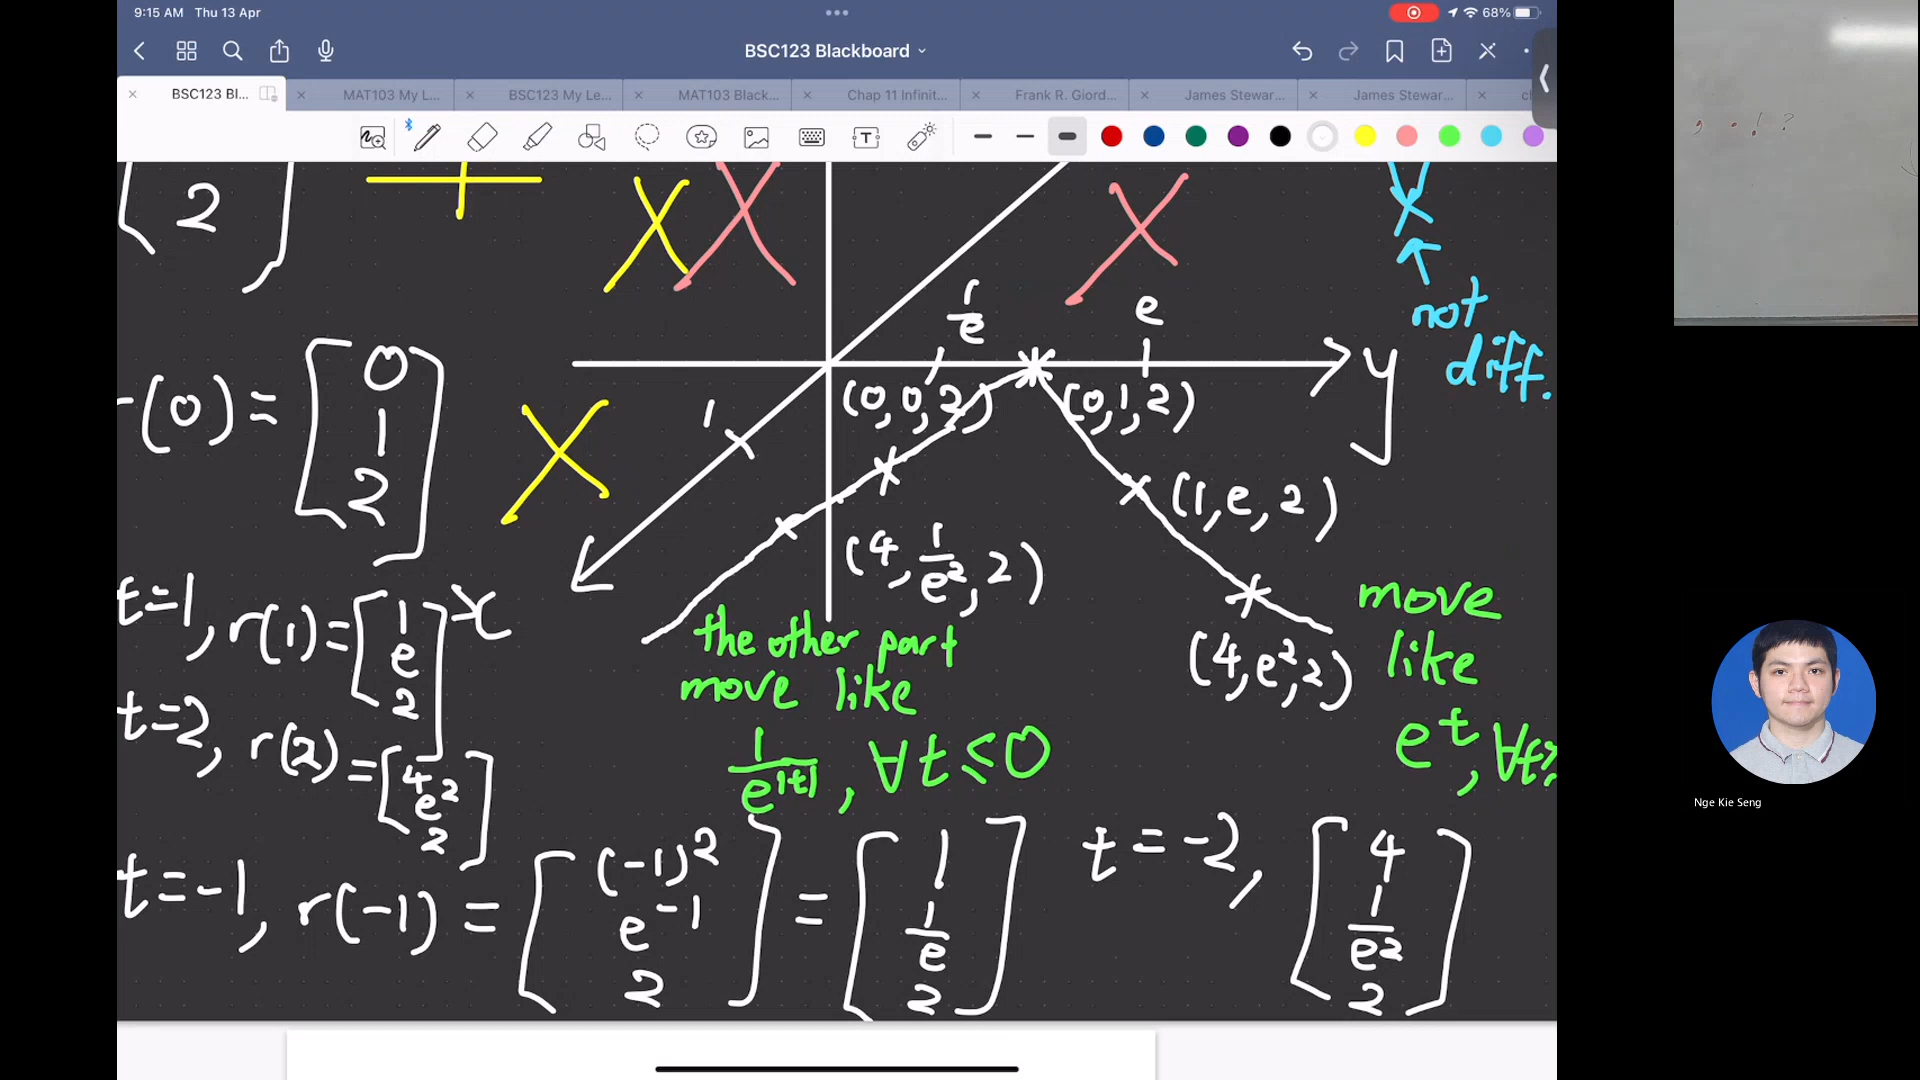 9:15 AM Thu 13 Apr
68%
BSC123 Blackboard
BSC123 Bl...
MAT103 My L...
BSC123 My Le...
MAT103 Black...
Chap 11 Infinit...
Frank R. Giord...
James Stewar...
James Stewar...
2
1/e
e
y
not
diff.
r(0) = [0 1 2]
1
(0,0,2)
(0,1,2)
(1,e,2)
(4, 1/e², 2)
(4,e²,2)
x
t=1, r(1) = [1 e 2]
t=2, r(2) = [4 e² 2]
the other part
move like
1/e^|t|, ∀t ≤ 0
move
like
e^t, ∀t≥
t=-1, r(-1) = [(-1)² e^-1 2] = [1 1/e 2]
t=-2, [4 1/e² 2]
, . ! ?
Nge Kie Seng